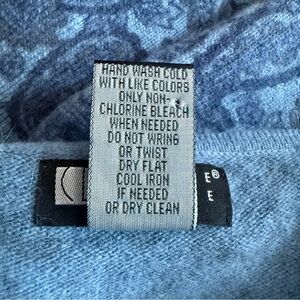 HAND WASH COLD
WITH LIKE COLORS
ONLY NON-
CHLORINE BLEACH
WHEN NEEDED
DO NOT WRING
OR TWIST
DRY FLAT
COOL IRON
IF NEEDED
OR DRY CLEAN
E®
E